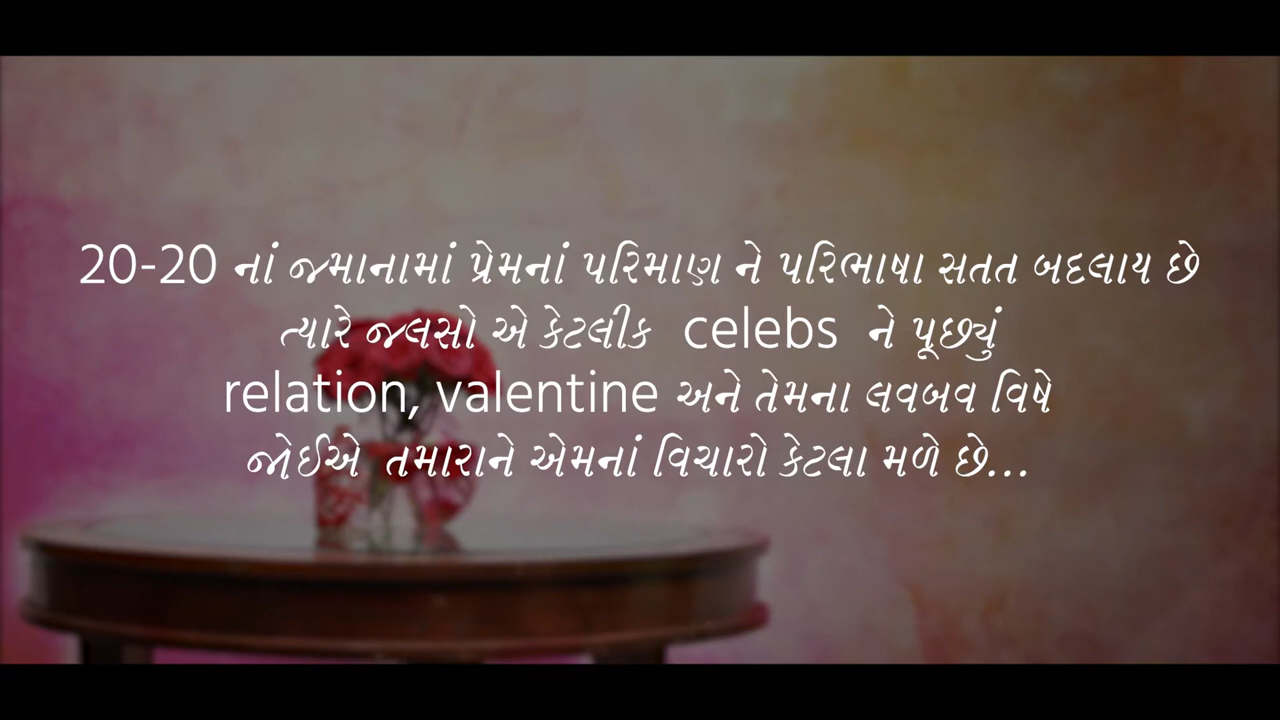 20-20 નાં જમાનામાં પ્રેમનાં પરિમાણ ને પરિભાષા સતત બદલાય છે
ત્યારે જલસો એ કેટલીક celebs ને પૂછ્યું
relation, valentine અને તેમના લવબવ વિષે
જોઈએ તમારાને એમનાં વિચારો કેટલા મળે છે...